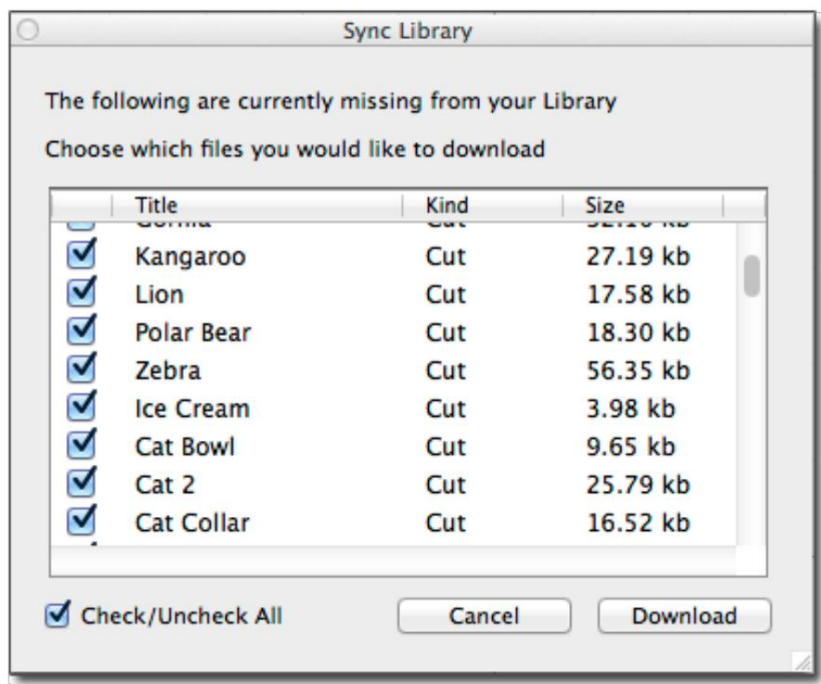 Sync Library
The following are currently missing from your Library
Choose which files you would like to download
Title Kind Size
Kangaroo Cut 27.19 kb
Lion Cut 17.58 kb
Polar Bear Cut 18.30 kb
Zebra Cut 56.35 kb
Ice Cream Cut 3.98 kb
Cat Bowl Cut 9.65 kb
Cat 2 Cut 25.79 kb
Cat Collar Cut 16.52 kb
Check/Uncheck All Cancel Download